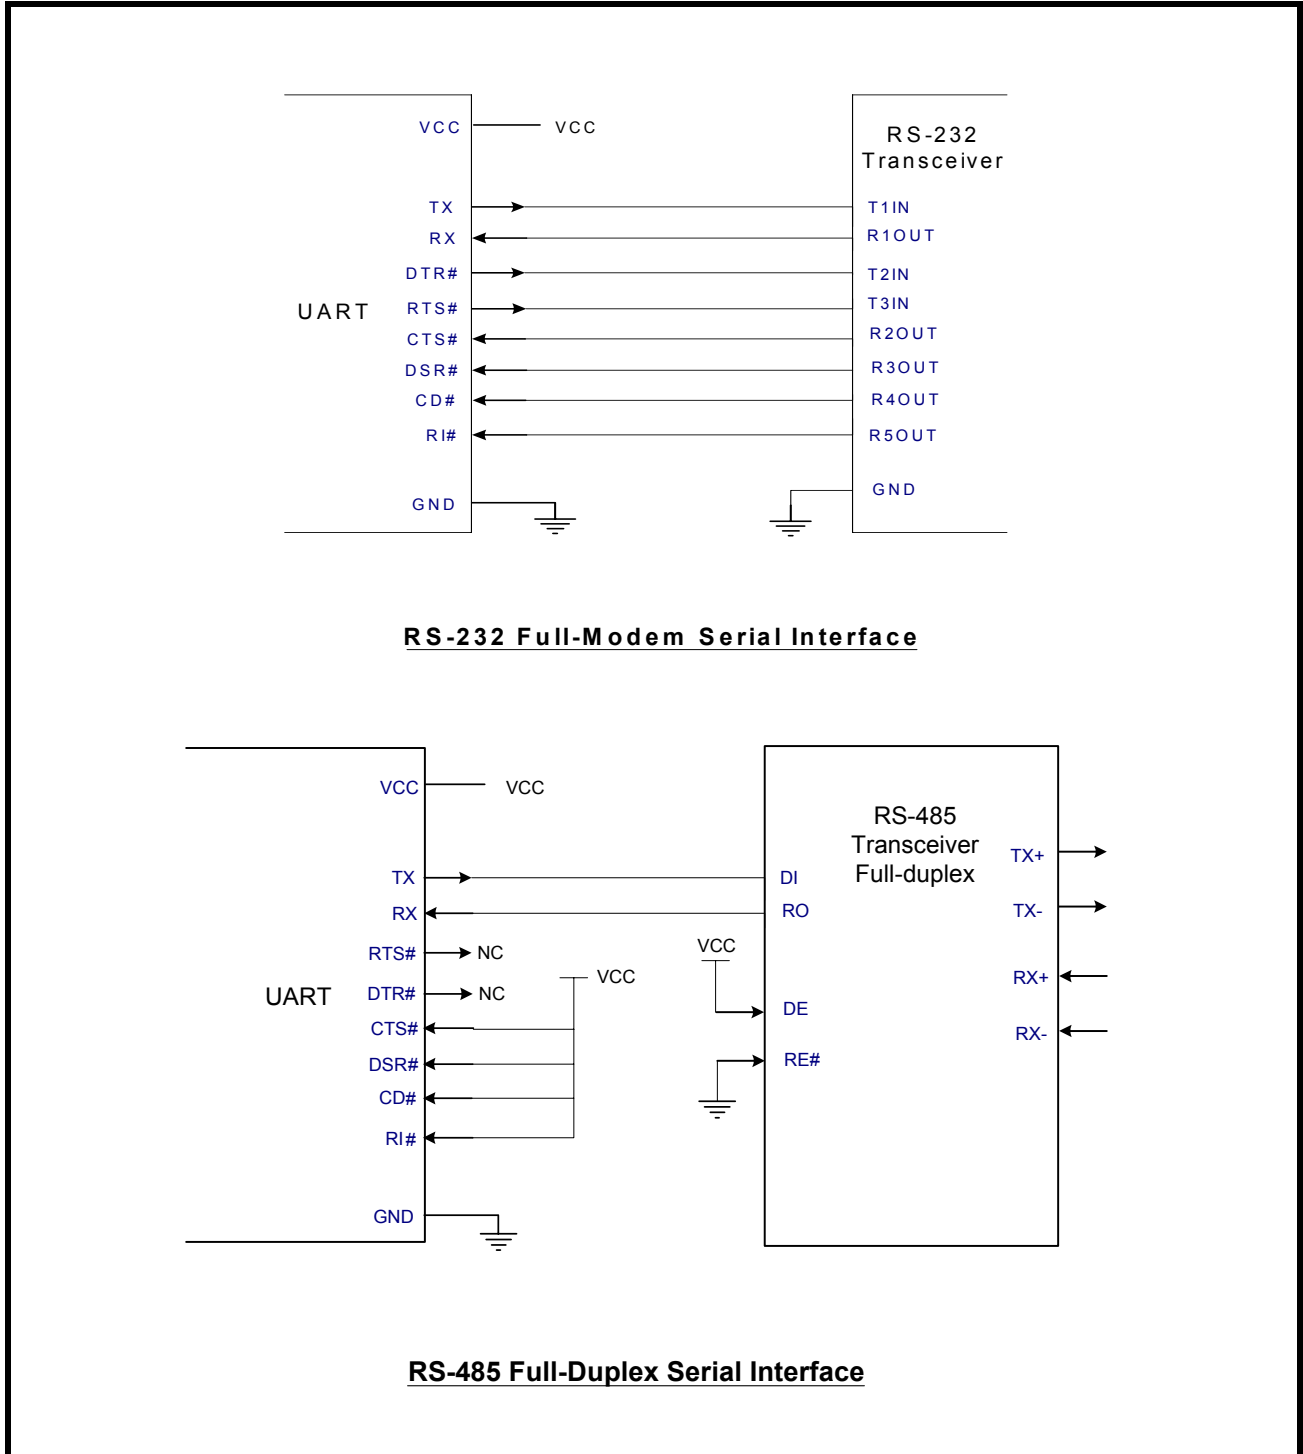 VCC VCC
RS-232
Transceiver
TX T1IN
RX R1OUT
DTR# T2IN
UART RTS# T3IN
CTS# R2OUT
DSR# R3OUT
CD# R4OUT
RI# R5OUT
GND GND
RS-232 Full-Modem Serial Interface
VCC VCC
RS-485
Transceiver
Full-duplex
TX+
TX DI
RX RO TX-
RTS# NC VCC
VCC RX+
UART DTR# NC
DE
CTS# RX-
DSR# RE#
CD#
RI#
GND
RS-485 Full-Duplex Serial Interface